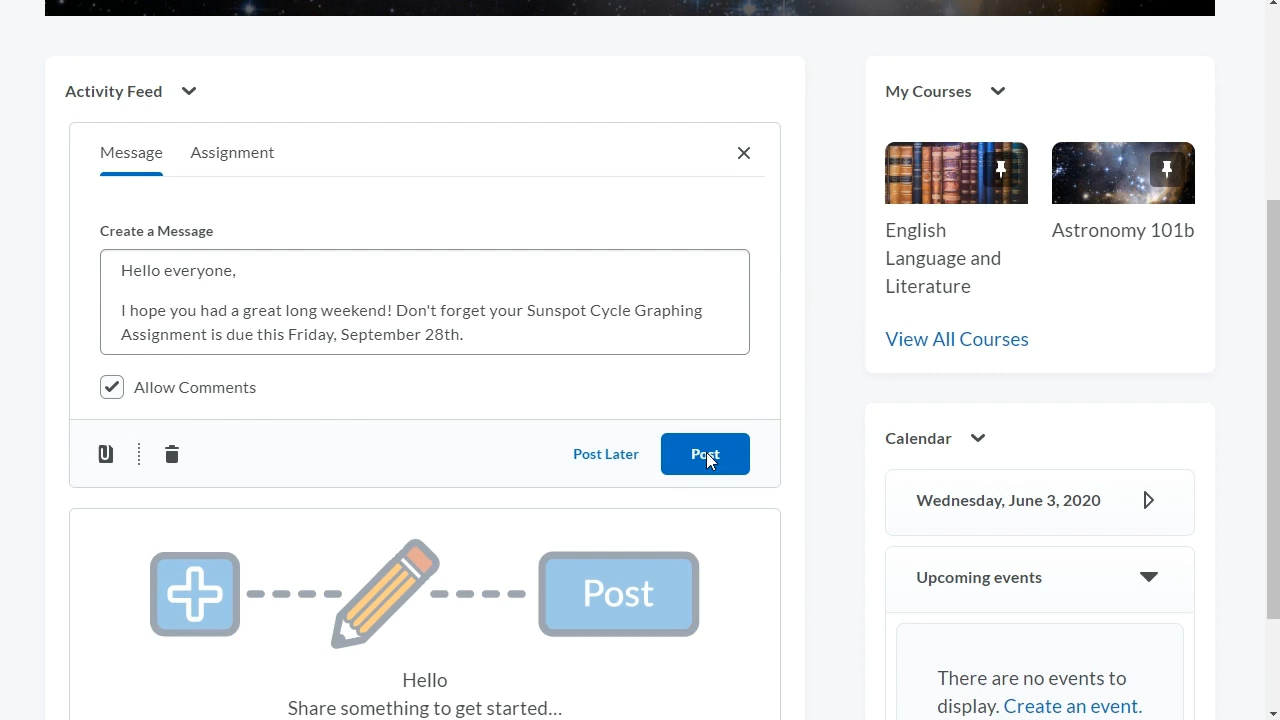 Activity Feed
Message Assignment
Create a Message
Hello everyone,
I hope you had a great long weekend! Don't forget your Sunspot Cycle Graphing
Assignment is due this Friday, September 28th.
Allow Comments
Post Later Post
Post
Hello
Share something to get started...
My Courses
English
Language and
Literature
Astronomy 101b
View All Courses
Calendar
Wednesday, June 3, 2020
Upcoming events
There are no events to
display. Create an event.